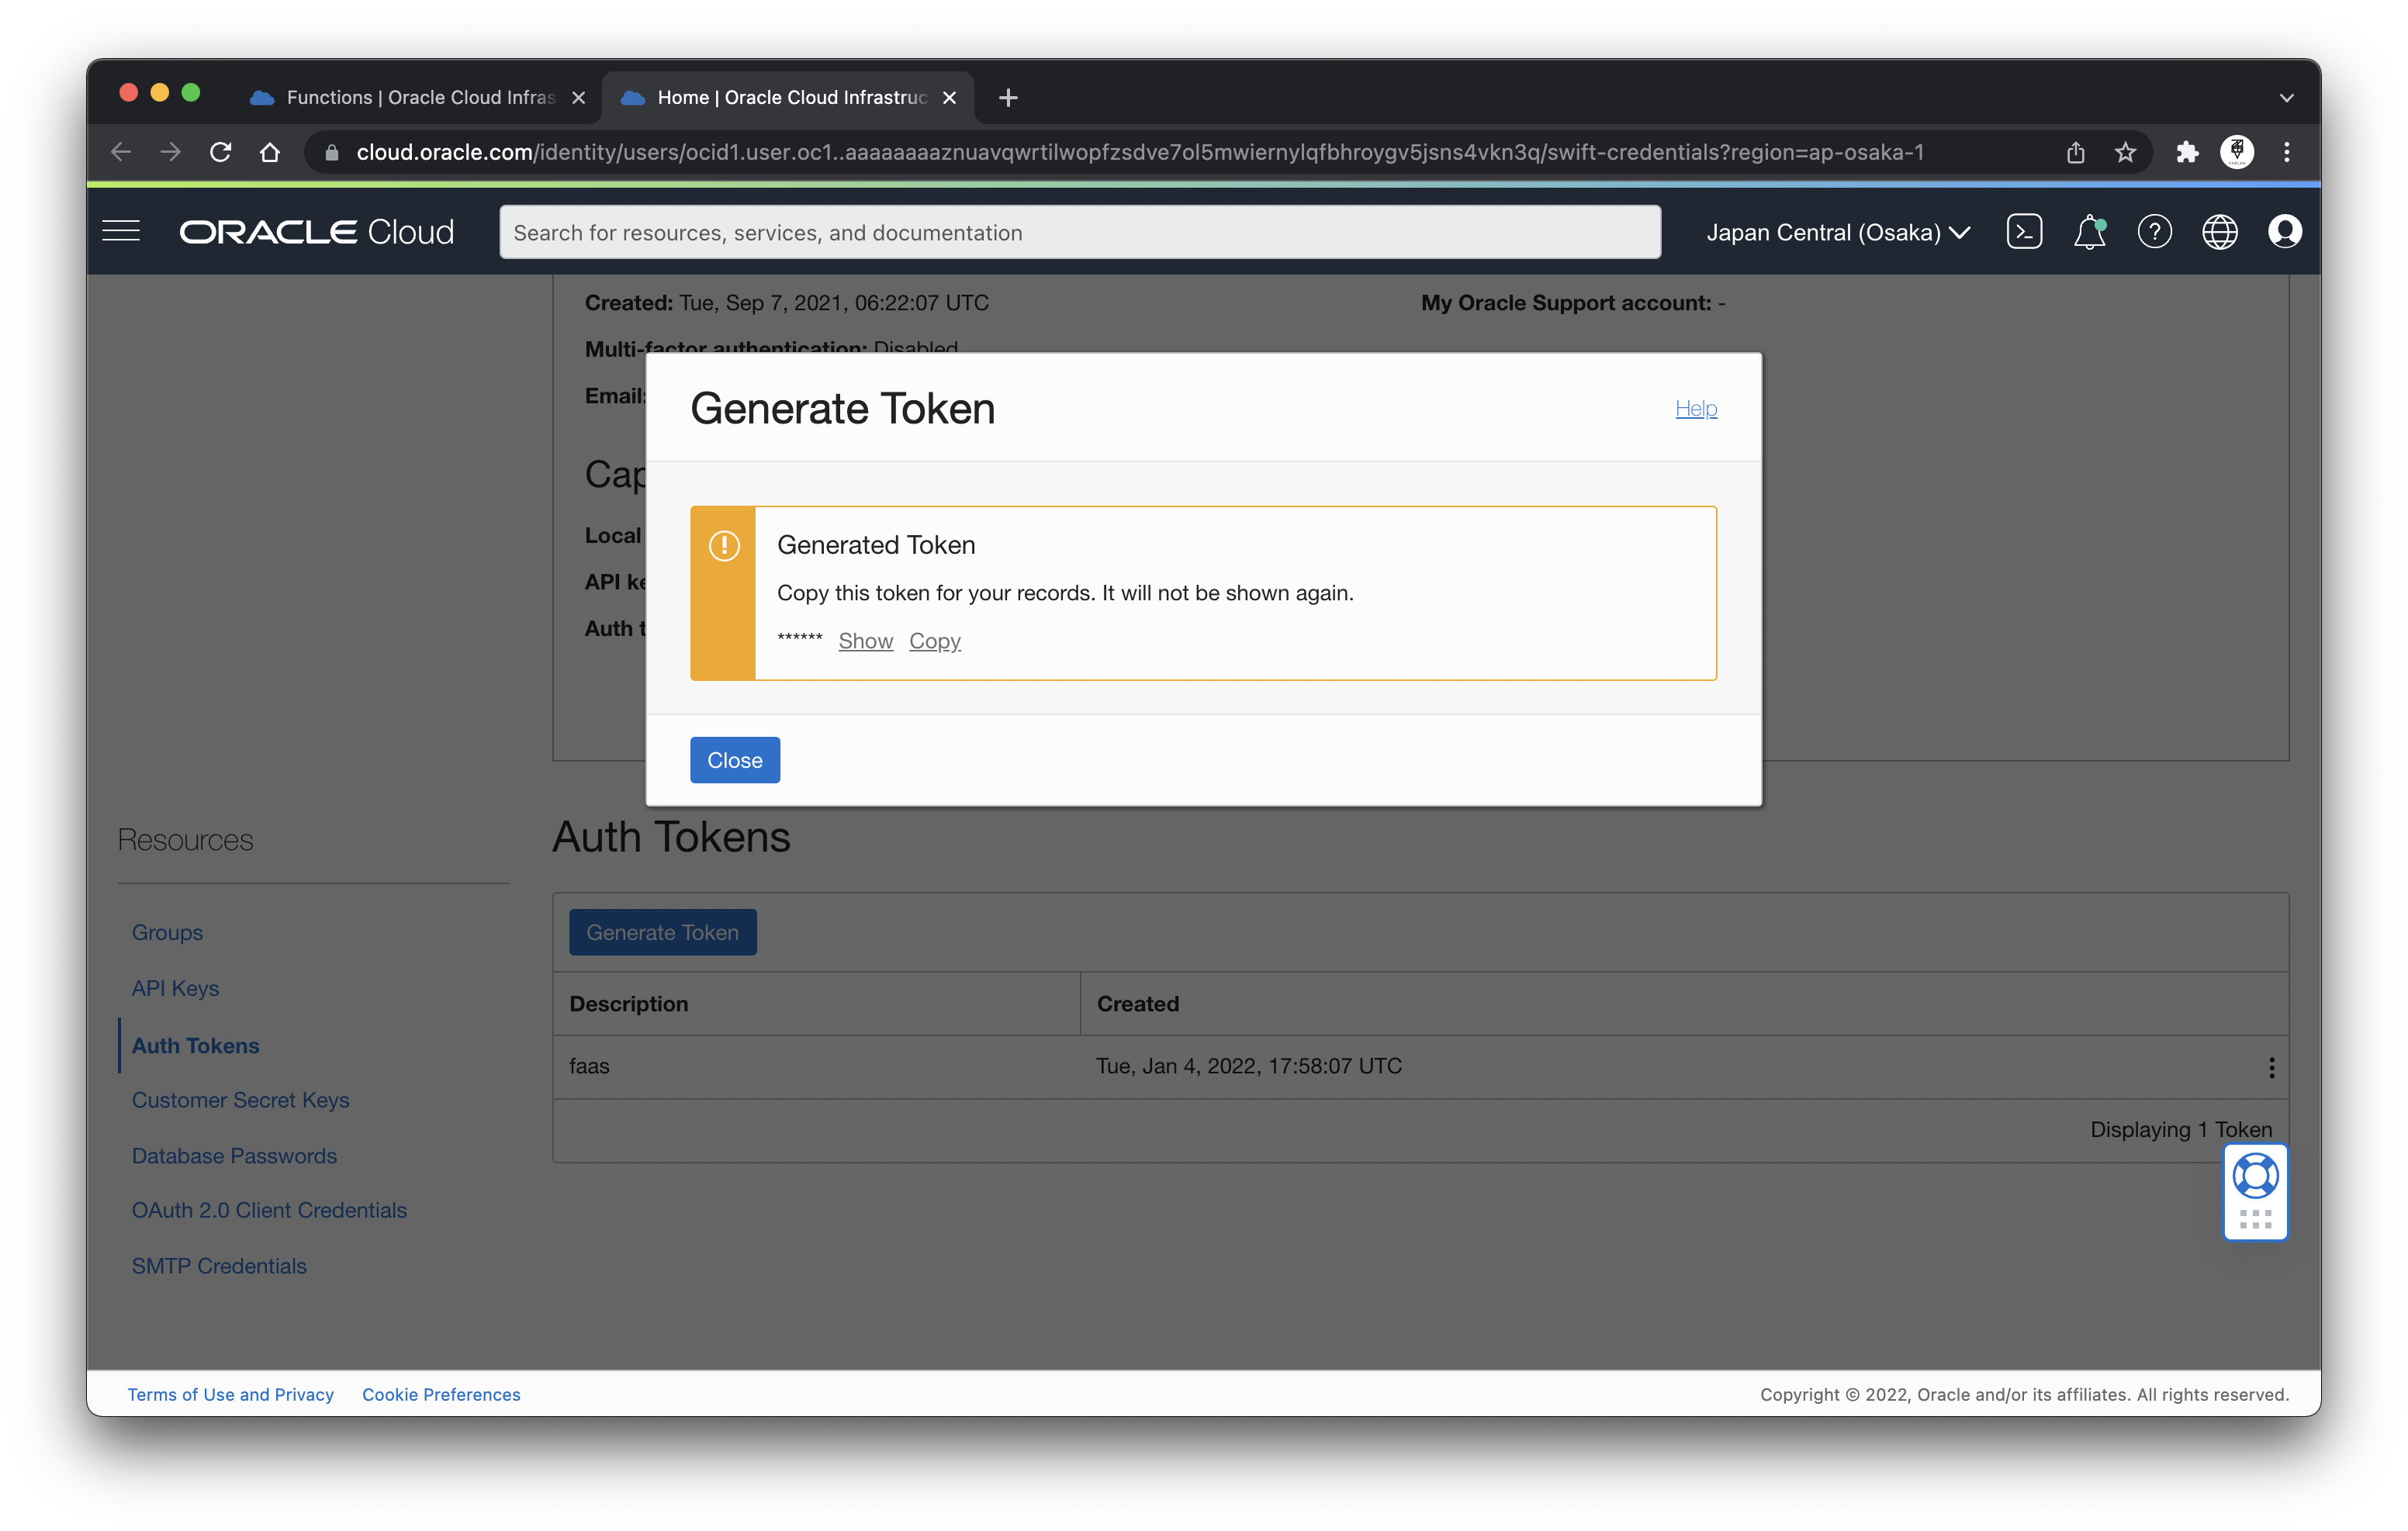 Functions | Oracle Cloud Infras
Home | Oracle Cloud Infrastruc
cloud.oracle.com/identity/users/ocid1.user.oc1..aaaaaaaaznuavqwrtilwopfzsdve7ol5mwiernylqfbhroygv5jsns4vkn3q/swift-credentials?region=ap-osaka-1
ORACLE Cloud
Search for resources, services, and documentation
Japan Central (Osaka)
Created: Tue, Sep 7, 2021, 06:22:07 UTC
My Oracle Support account: -
Multi-factor authentication: Disabled
Email:
Cap
Local
API ke
Auth t
Generate Token
Help
Generated Token
Copy this token for your records. It will not be shown again.
****** Show Copy
Close
Resources
Groups
API Keys
Auth Tokens
Customer Secret Keys
Database Passwords
OAuth 2.0 Client Credentials
SMTP Credentials
Auth Tokens
Generate Token
Description Created
faas Tue, Jan 4, 2022, 17:58:07 UTC
Displaying 1 Token
Terms of Use and Privacy Cookie Preferences
Copyright © 2022, Oracle and/or its affiliates. All rights reserved.